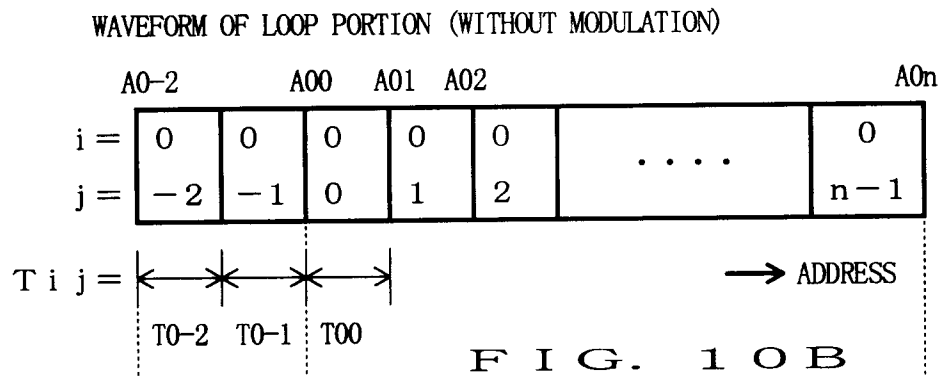 WAVEFORM OF LOOP PORTION (WITHOUT MODULATION)
A0-2 A00 A01 A02 A0n
i= 0 0 0 0 0 .... 0
j= -2 -1 0 1 2 n-1
Tij=
→ ADDRESS
T0-2 T0-1 T00
FIG. 10B